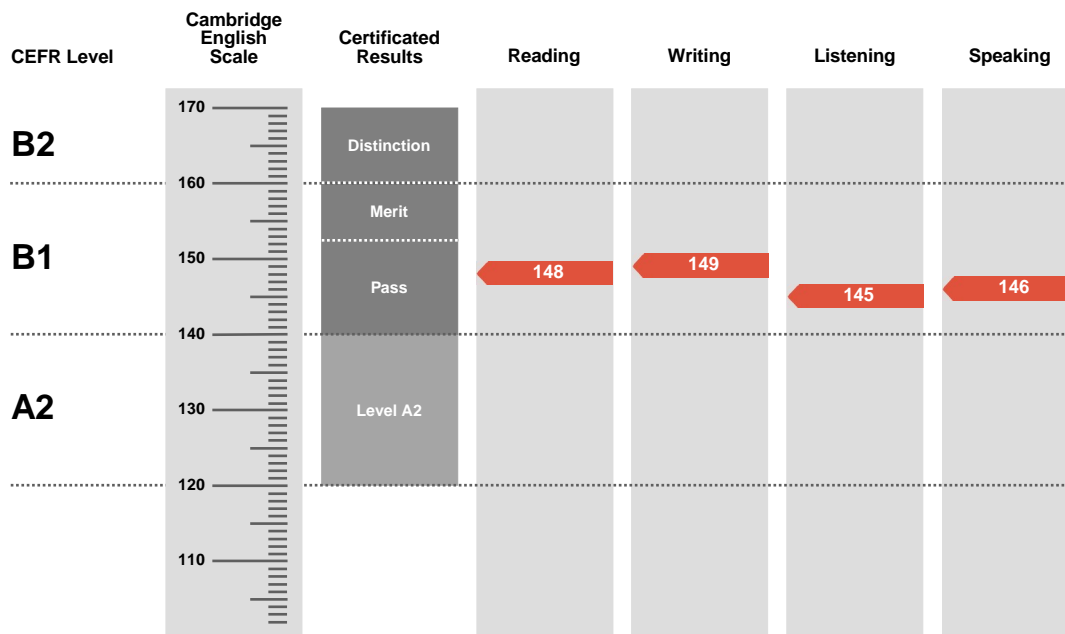 CEFR Level
Cambridge
English
Scale
Certificated
Results
Reading
Writing
Listening
Speaking
170
B2
Distinction
160
Merit
B1
150
148
149
Pass
145
146
140
A2
130
Level A2
120
110